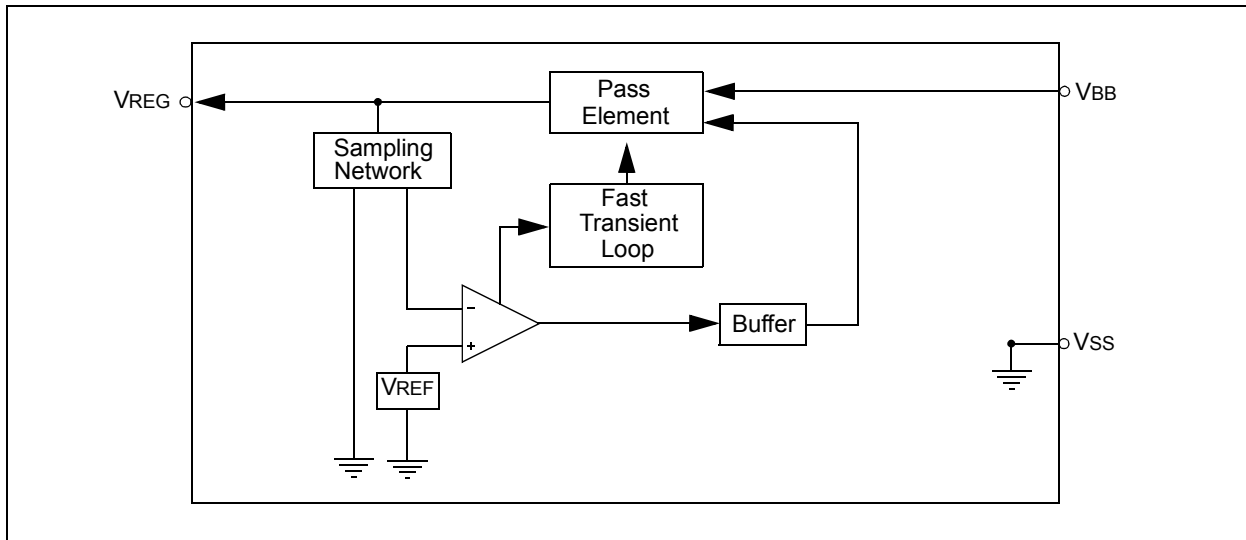 Pass
Element
VREG
VBB
Sampling
Network
Fast
Transient
Loop
–
+
Buffer
VSS
VREF